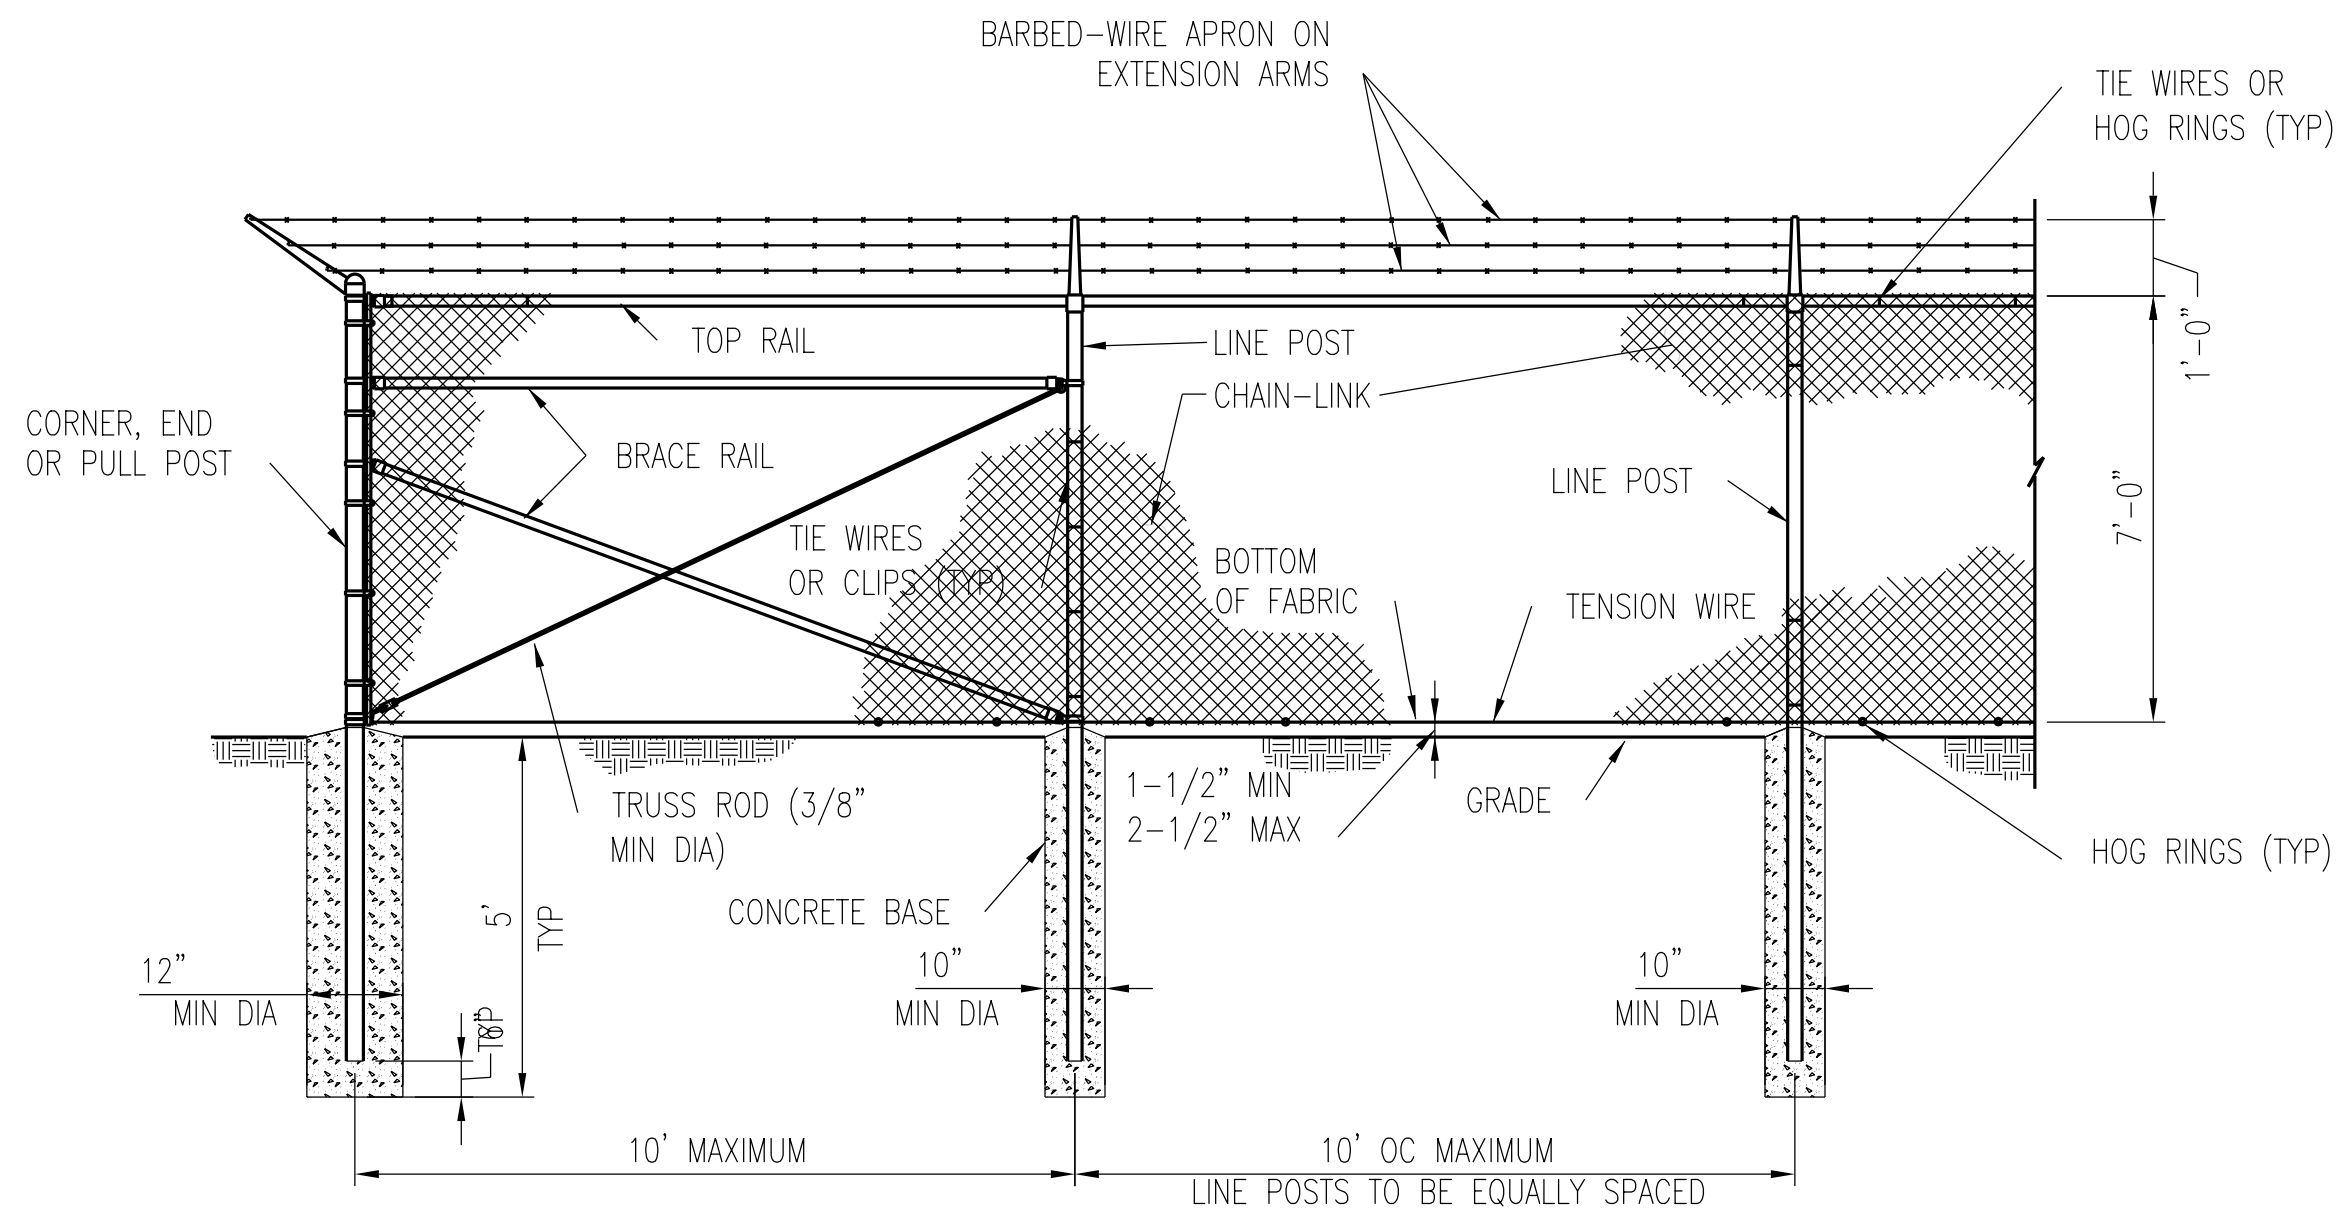 BARBED-WIRE APRON ON
EXTENSION ARMS
TIE WIRES OR
HOG RINGS (TYP)
TOP RAIL
LINE POST
1'-0"
CHAIN-LINK
CORNER, END
OR PULL POST
BRACE RAIL
LINE POST
7'-0"
TIE WIRES
OR CLIPS (TYP)
BOTTOM
OF FABRIC
TENSION WIRE
1-1/2" MIN
2-1/2" MAX
GRADE
TRUSS ROD (3/8"
MIN DIA)
HOG RINGS (TYP)
CONCRETE BASE
5'
TYP
12"
MIN DIA
10"
MIN DIA
10"
MIN DIA
6"
TYP
10' MAXIMUM
10' OC MAXIMUM
LINE POSTS TO BE EQUALLY SPACED